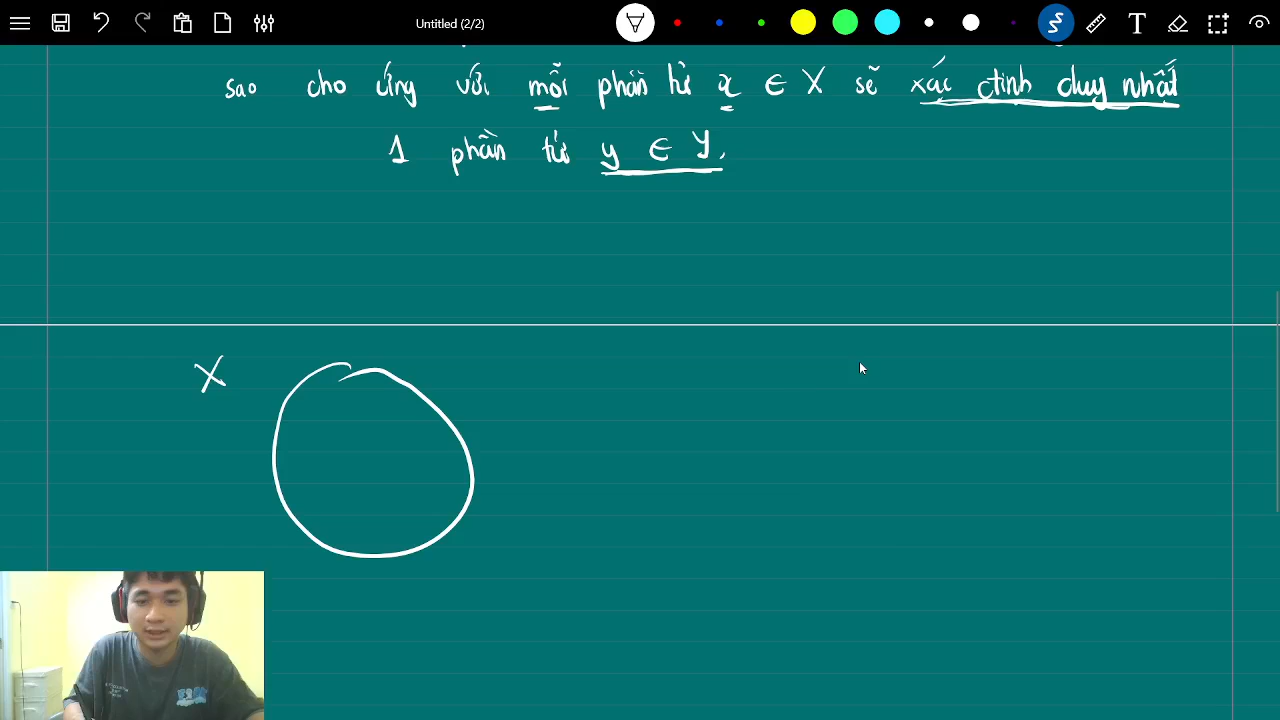 Untitled (2/2)
T
sao cho ứng với mỗi phần tử x ∈ X sẽ xác định duy nhất
1 phần tử y ∈ Y.
X